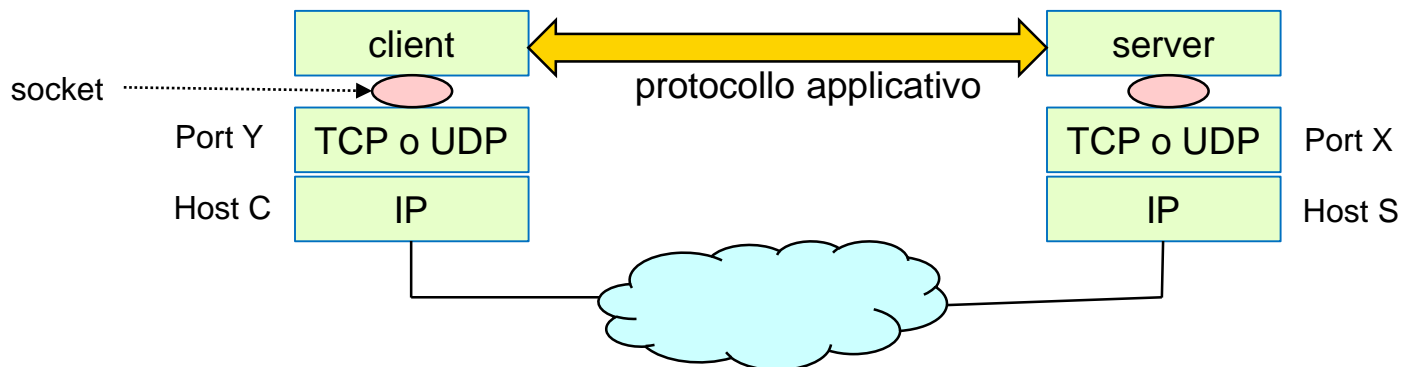 client
server
socket
protocollo applicativo
Port Y
TCP o UDP
TCP o UDP
Port X
Host C
IP
IP
Host S